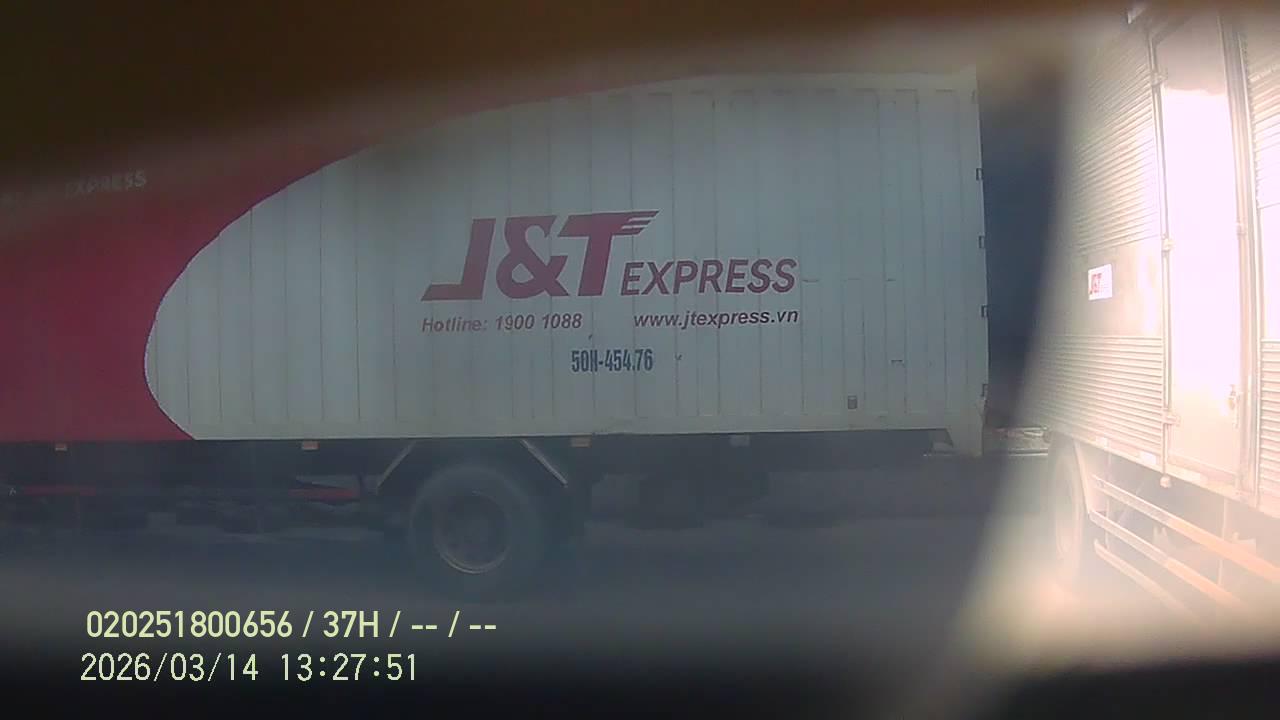 EXPRESS
J&T EXPRESS
Hotline: 1900 1088 www.jtexpress.vn
50H-454.76
J&T
020251800656 / 37H / -- / --
2026/03/14 13:27:51